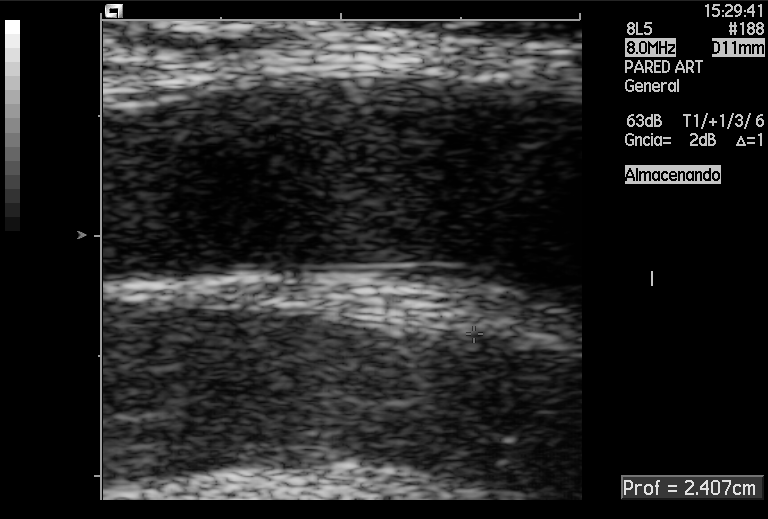 15:29:41
8L5 #188
8.0MHz D11mm
PARED ART
General
63dB T1/+1/3/ 6
Gncia= 2dB Δ=1
Almacenando
Prof = 2.407cm